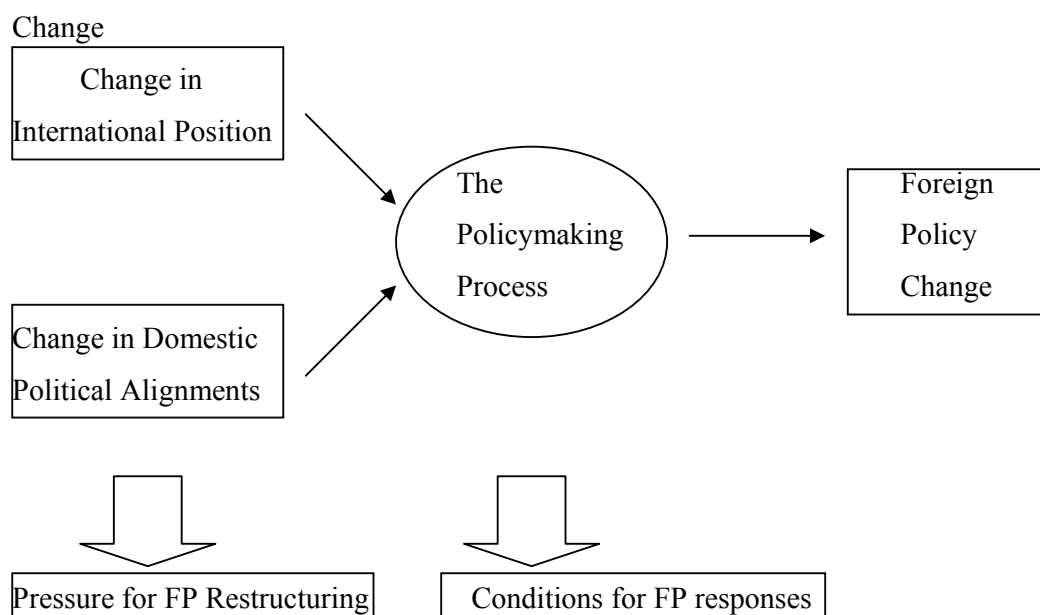 Change
Change in
International Position
The
Policymaking
Process
Foreign
Policy
Change
Change in Domestic
Political Alignments
Pressure for FP Restructuring
Conditions for FP responses